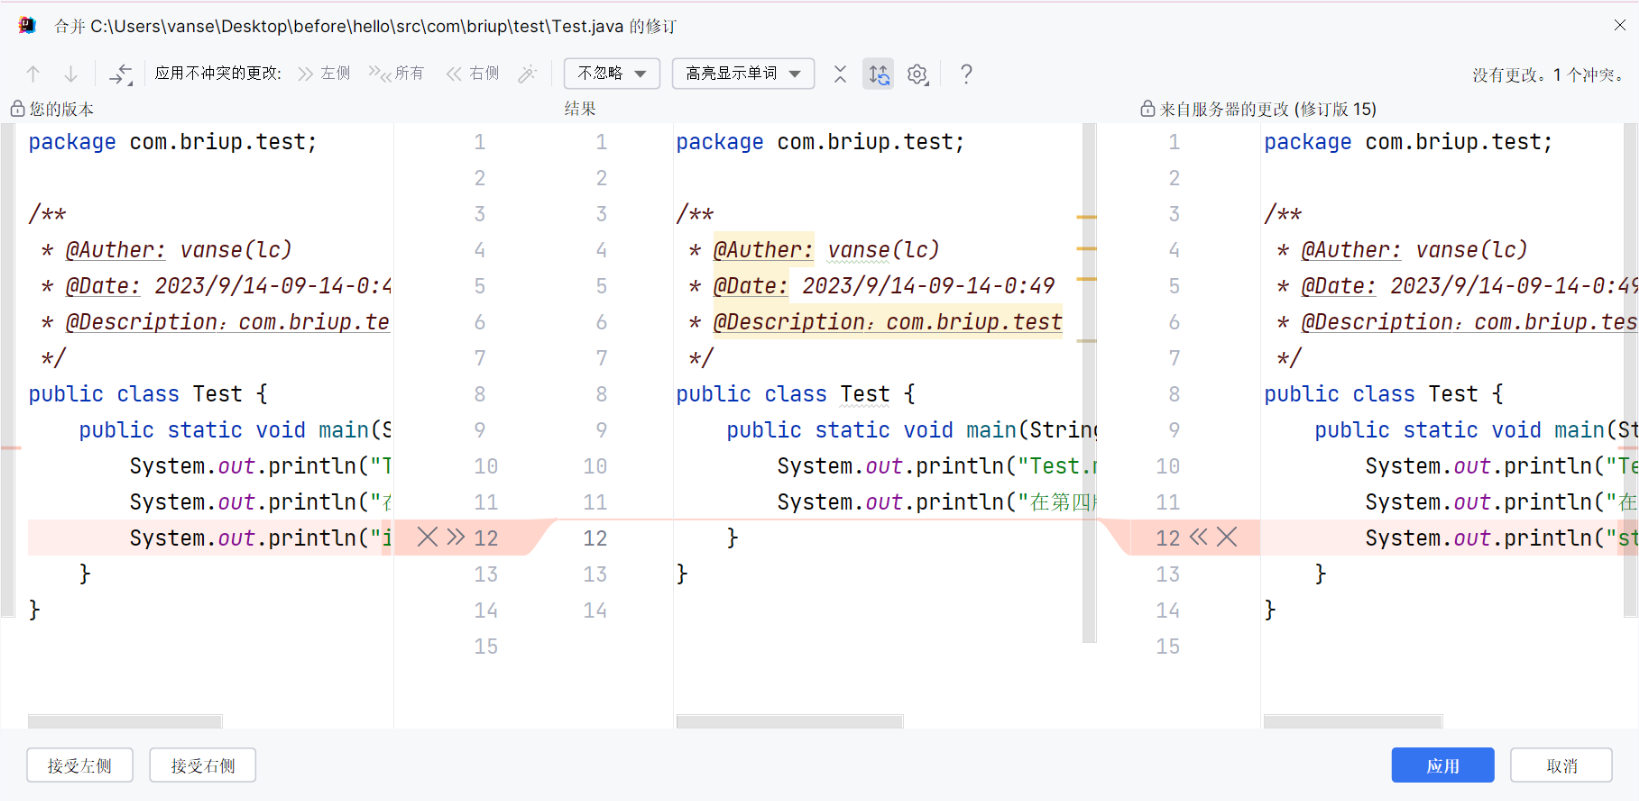 合并 C:\Users\vanse\Desktop\before\hello\src\com\briup\test\Test.java 的修订
应用不冲突的更改: 左侧 所有 右侧 不忽略 高亮显示单词 ? 没有更改。1 个冲突。
您的版本 结果 来自服务器的更改 (修订版 15)
package com.briup.test; 1 1 package com.briup.test; 1 package com.briup.test;
2 2 2
/** 3 3 /** 3 /**
* @Auther: vanse(lc) 4 4 * @Auther: vanse(lc) 4 * @Auther: vanse(lc)
* @Date: 2023/9/14-09-14-0:4 5 5 * @Date: 2023/9/14-09-14-0:49 5 * @Date: 2023/9/14-09-14-0:49
* @Description：com.briup.te 6 6 * @Description：com.briup.test 6 * @Description：com.briup.tes
*/ 7 7 */ 7 */
public class Test { 8 8 public class Test { 8 public class Test {
public static void main(S 9 9 public static void main(String 9 public static void main(St
System.out.println("T 10 10 System.out.println("Test.m 10 System.out.println("Te
System.out.println("在 11 11 System.out.println("在第四版 11 System.out.println("在
System.out.println("i 12 12 } 12 System.out.println("st
} 13 13 } 13 }
} 14 14 14 }
15 15
接受左侧 接受右侧 应用 取消